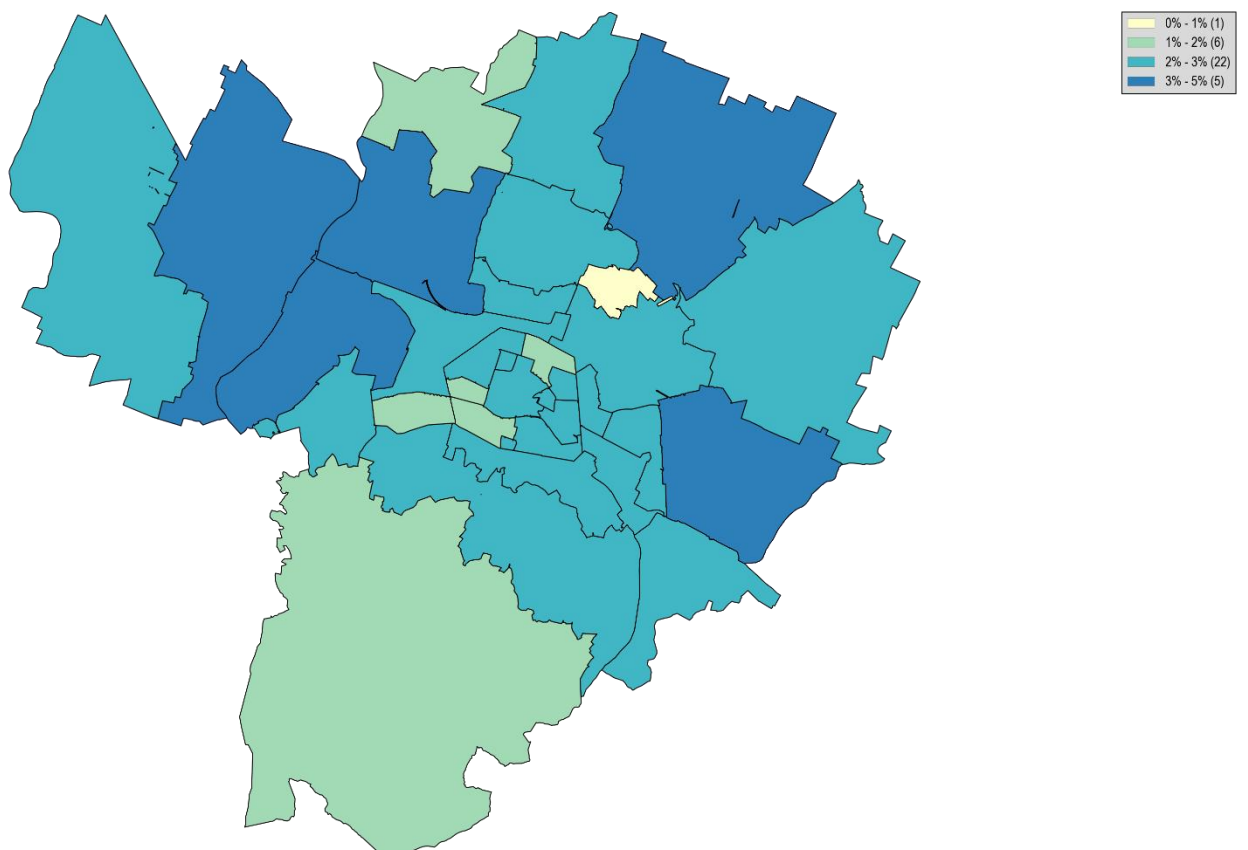 0% - 1% (1)
1% - 2% (6)
2% - 3% (22)
3% - 5% (5)